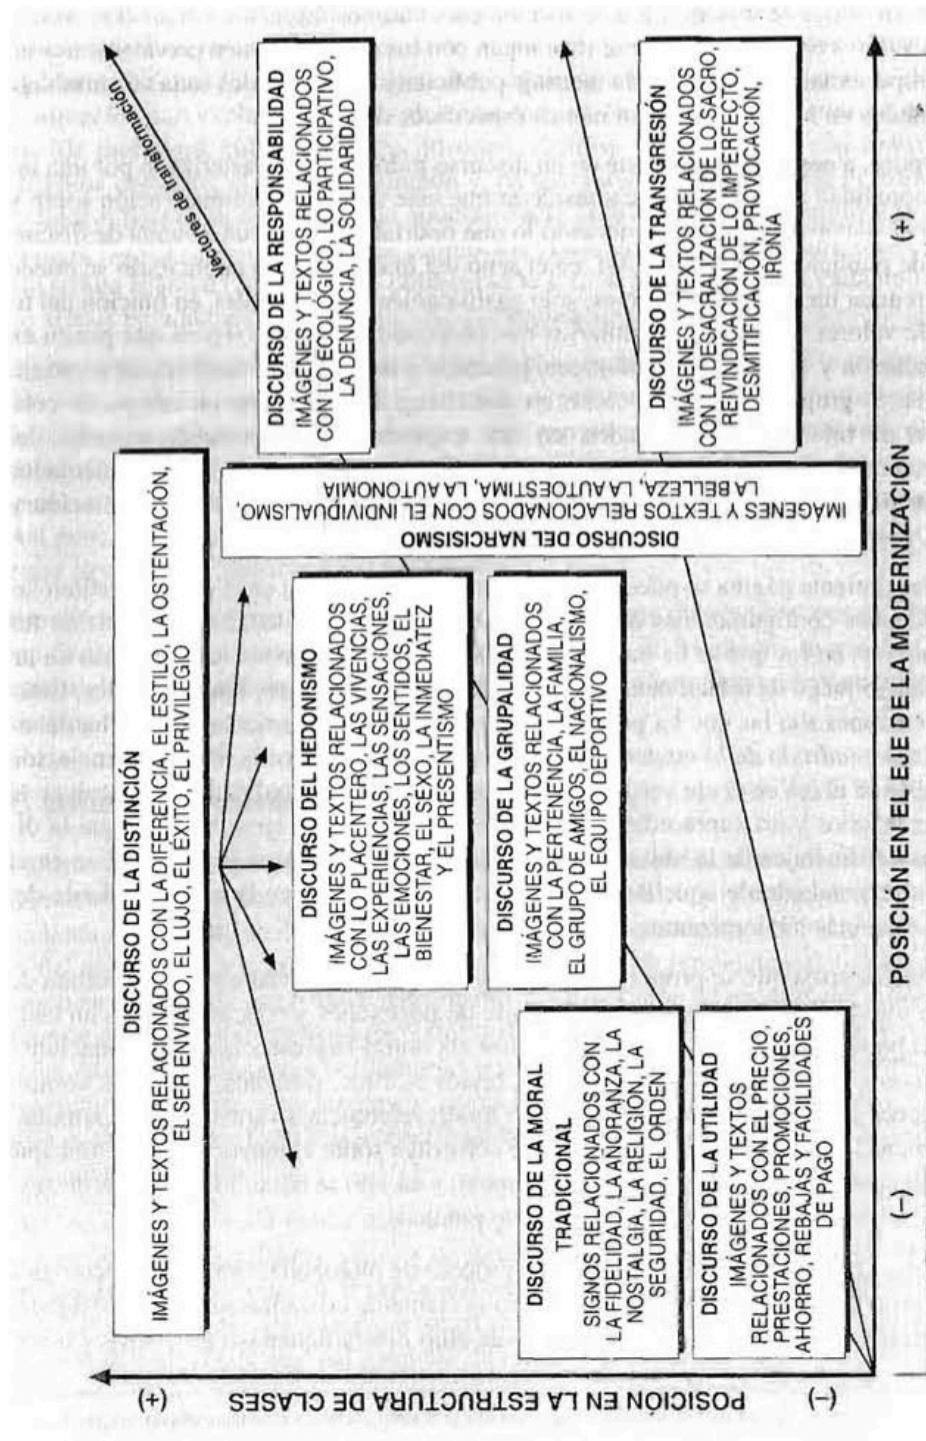 DISCURSO DE LA DISTINCIÓN
IMÁGENES Y TEXTOS RELACIONADOS CON LA DIFERENCIA, EL ESTILO, LA OSTENTACIÓN,
EL SER ENVIADO, EL LUJO, EL ÉXITO, EL PRIVILEGIO
Vectores de transformación
DISCURSO DE LA RESPONSABILIDAD
IMÁGENES Y TEXTOS RELACIONADOS
CON LO ECOLÓGICO, LO PARTICIPATIVO,
LA DENUNCIA, LA SOLIDARIDAD
DISCURSO DEL HEDONISMO
IMÁGENES Y TEXTOS RELACIONADOS
CON LO PLACENTERO, LAS VIVENCIAS,
LAS EXPERIENCIAS, LAS SENSACIONES,
LAS EMOCIONES, LOS SENTIDOS, EL
BIENESTAR, EL SEXO, LA INMEDIATEZ
Y EL PRESENTISMO
DISCURSO DEL NARCISISMO
IMÁGENES Y TEXTOS RELACIONADOS CON EL INDIVIDUALISMO,
LA BELLEZA, LA AUTOESTIMA, LA AUTONOMÍA
DISCURSO DE LA GRUPALIDAD
IMÁGENES Y TEXTOS RELACIONADOS
CON LA PERTENENCIA, LA FAMILIA,
EL GRUPO DE AMIGOS, EL NACIONALISMO,
EL EQUIPO DEPORTIVO
DISCURSO DE LA MORAL
TRADICIONAL
SIGNOS RELACIONADOS CON
LA FIDELIDAD, LA AÑORANZA, LA
NOSTALGIA, LA RELIGIÓN, LA
SEGURIDAD, EL ORDEN
DISCURSO DE LA TRANSGRESIÓN
IMÁGENES Y TEXTOS RELACIONADOS
CON LA DESACRALIZACIÓN DE LO SACRO,
REIVINDICACIÓN DE LO IMPERFECTO,
DESMITIFICACIÓN, PROVOCACIÓN,
IRONÍA
DISCURSO DE LA UTILIDAD
IMÁGENES Y TEXTOS
RELACIONADOS CON EL PRECIO,
PRESTACIONES, PROMOCIONES,
AHORRO, REBAJAS Y FACILIDADES
DE PAGO
(+)
POSICIÓN EN LA ESTRUCTURA DE CLASES
(–)
(–)
POSICIÓN EN EL EJE DE LA MODERNIZACIÓN
(+)